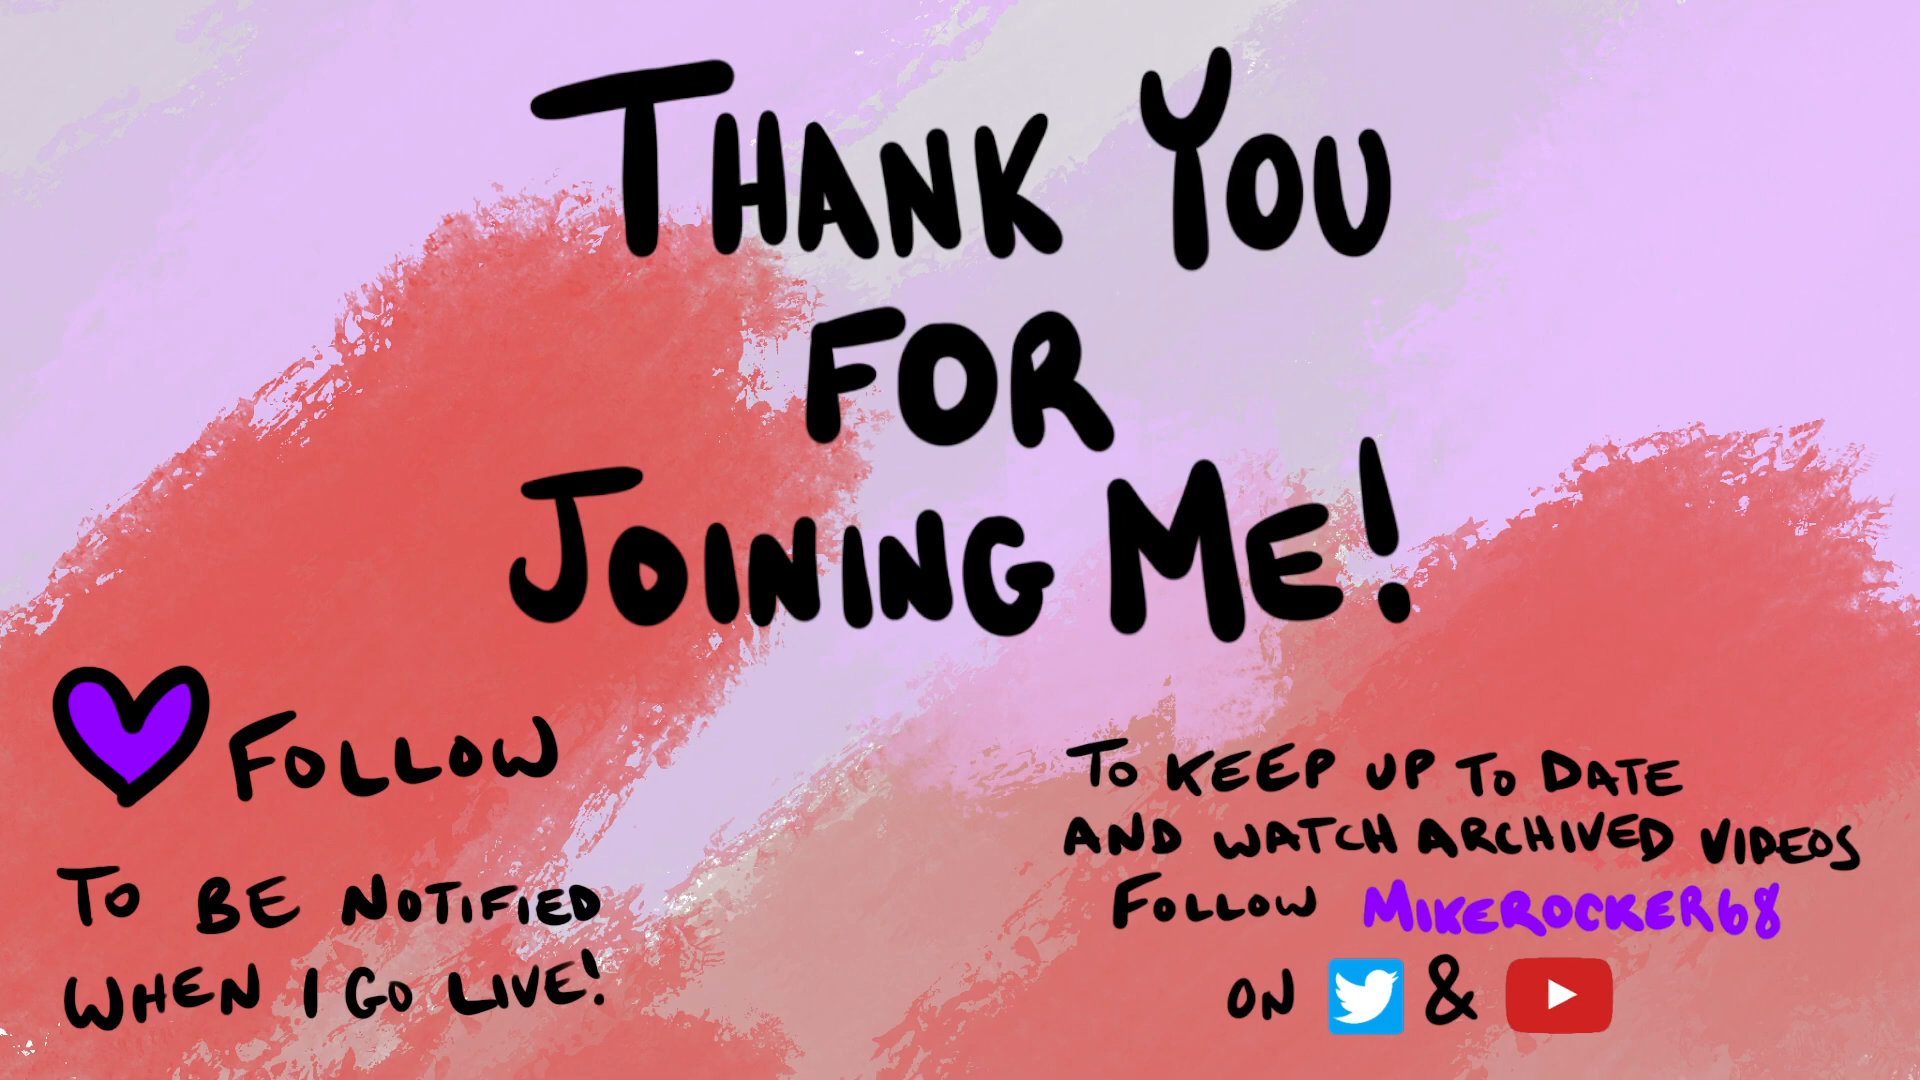 THANK YOU
FOR
JOINING ME!
FOLLOW
TO BE NOTIFIED
WHEN I GO LIVE!
TO KEEP UP TO DATE
AND WATCH ARCHIVED VIDEOS
FOLLOW MIKEROCKER68
ON &